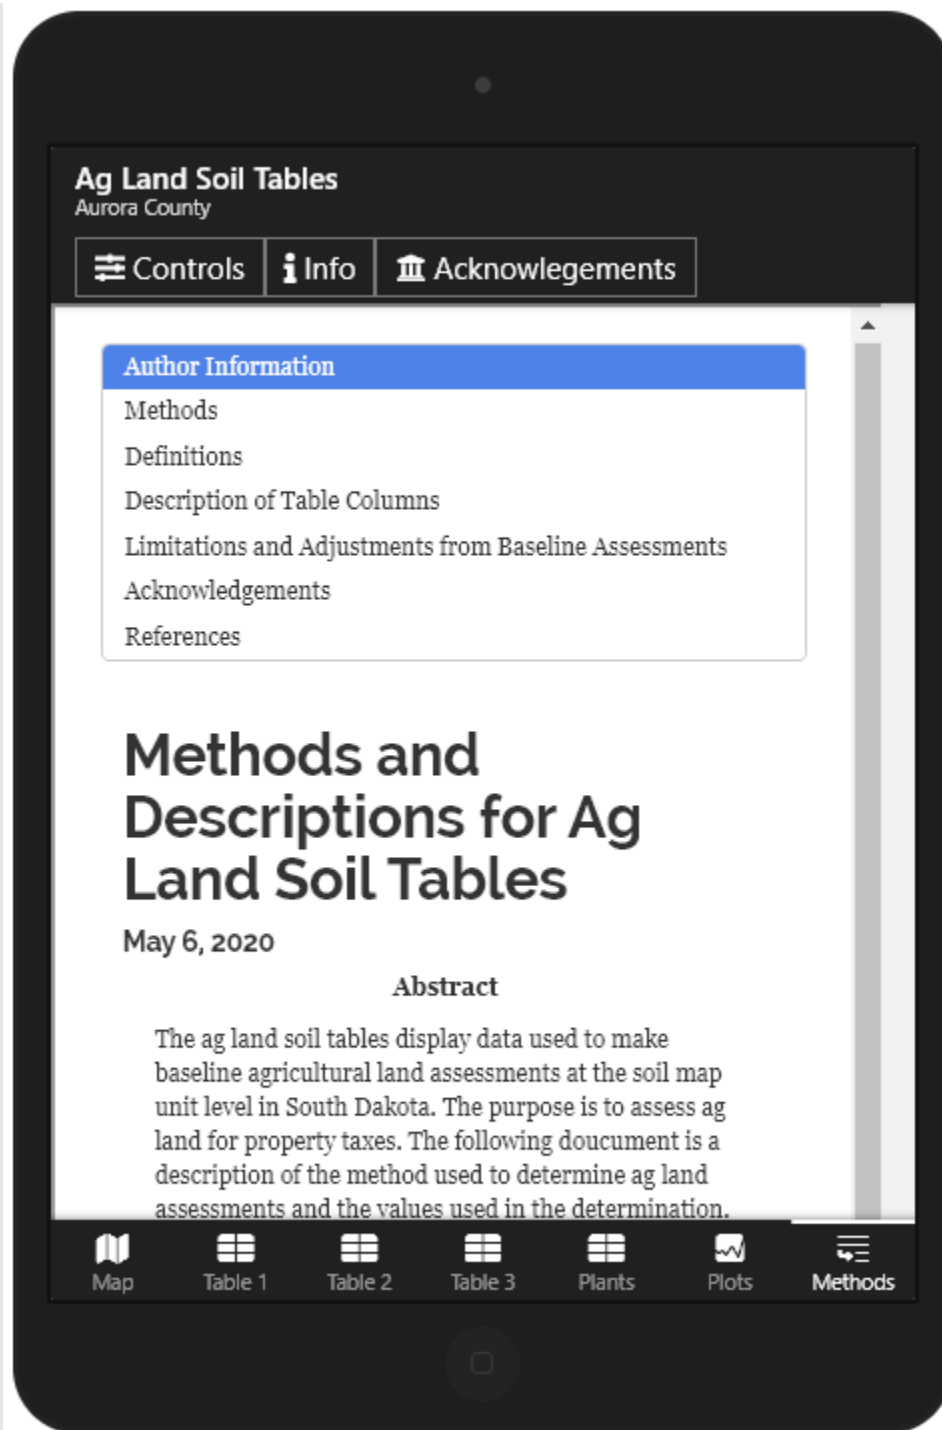 Ag Land Soil Tables
Aurora County
Controls
Info
Acknowlegements
Author Information
Methods
Definitions
Description of Table Columns
Limitations and Adjustments from Baseline Assessments
Acknowledgements
References
Methods and
Descriptions for Ag
Land Soil Tables
May 6, 2020
Abstract
The ag land soil tables display data used to make
baseline agricultural land assessments at the soil map
unit level in South Dakota. The purpose is to assess ag
land for property taxes. The following doucument is a
description of the method used to determine ag land
assessments and the values used in the determination.
Map
Table 1
Table 2
Table 3
Plants
Plots
Methods